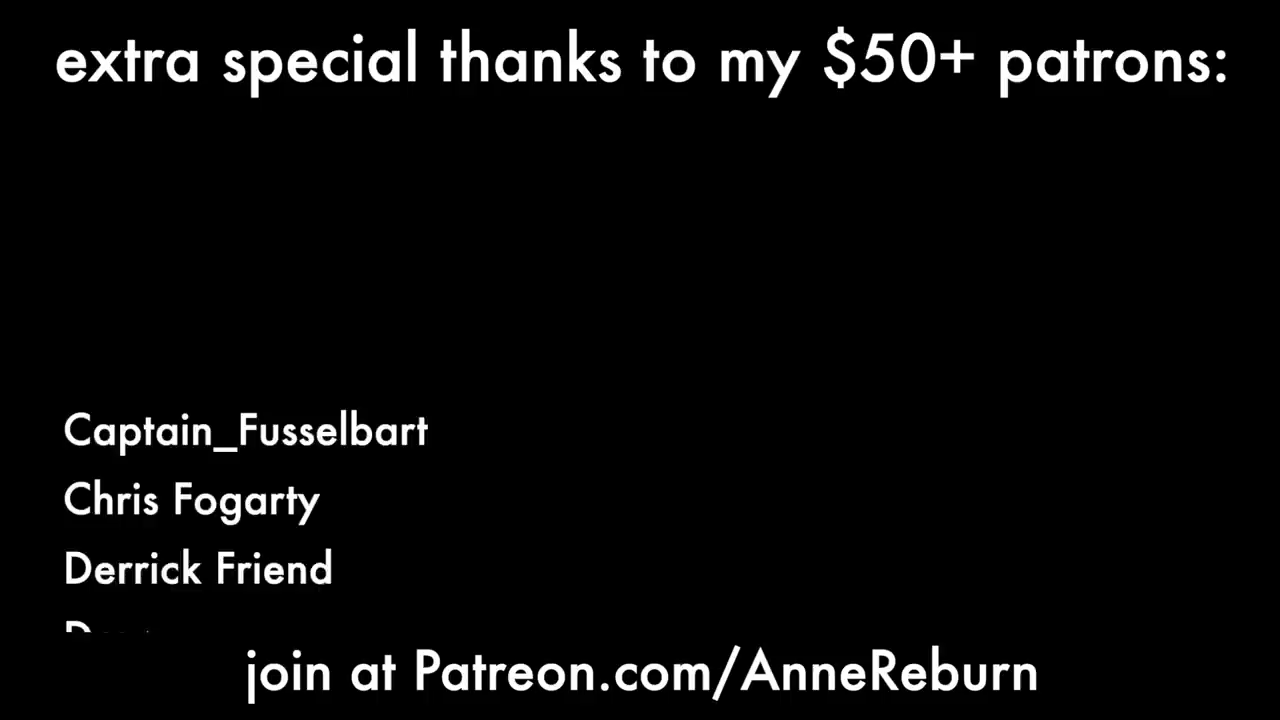 extra special thanks to my $50+ patrons:
Captain_Fusselbart
Chris Fogarty
Derrick Friend
join at Patreon.com/AnneReburn